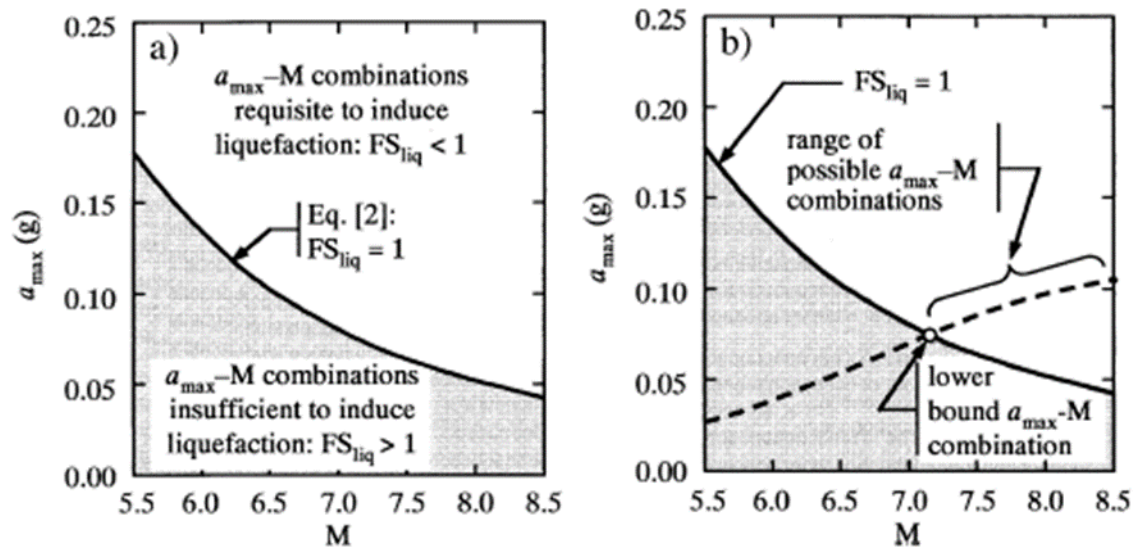 a)
a_max–M combinations
requisite to induce
liquefaction: FS_liq < 1
Eq. [2]:
FS_liq = 1
a_max–M combinations
insufficient to induce
liquefaction: FS_liq > 1
a_max (g)
0.25
0.20
0.15
0.10
0.05
0.00
5.5 6.0 6.5 7.0 7.5 8.0 8.5
M
b)
FS_liq = 1
range of
possible a_max–M
combinations
lower
bound a_max-M
combination
a_max (g)
0.25
0.20
0.15
0.10
0.05
0.00
5.5 6.0 6.5 7.0 7.5 8.0 8.5
M